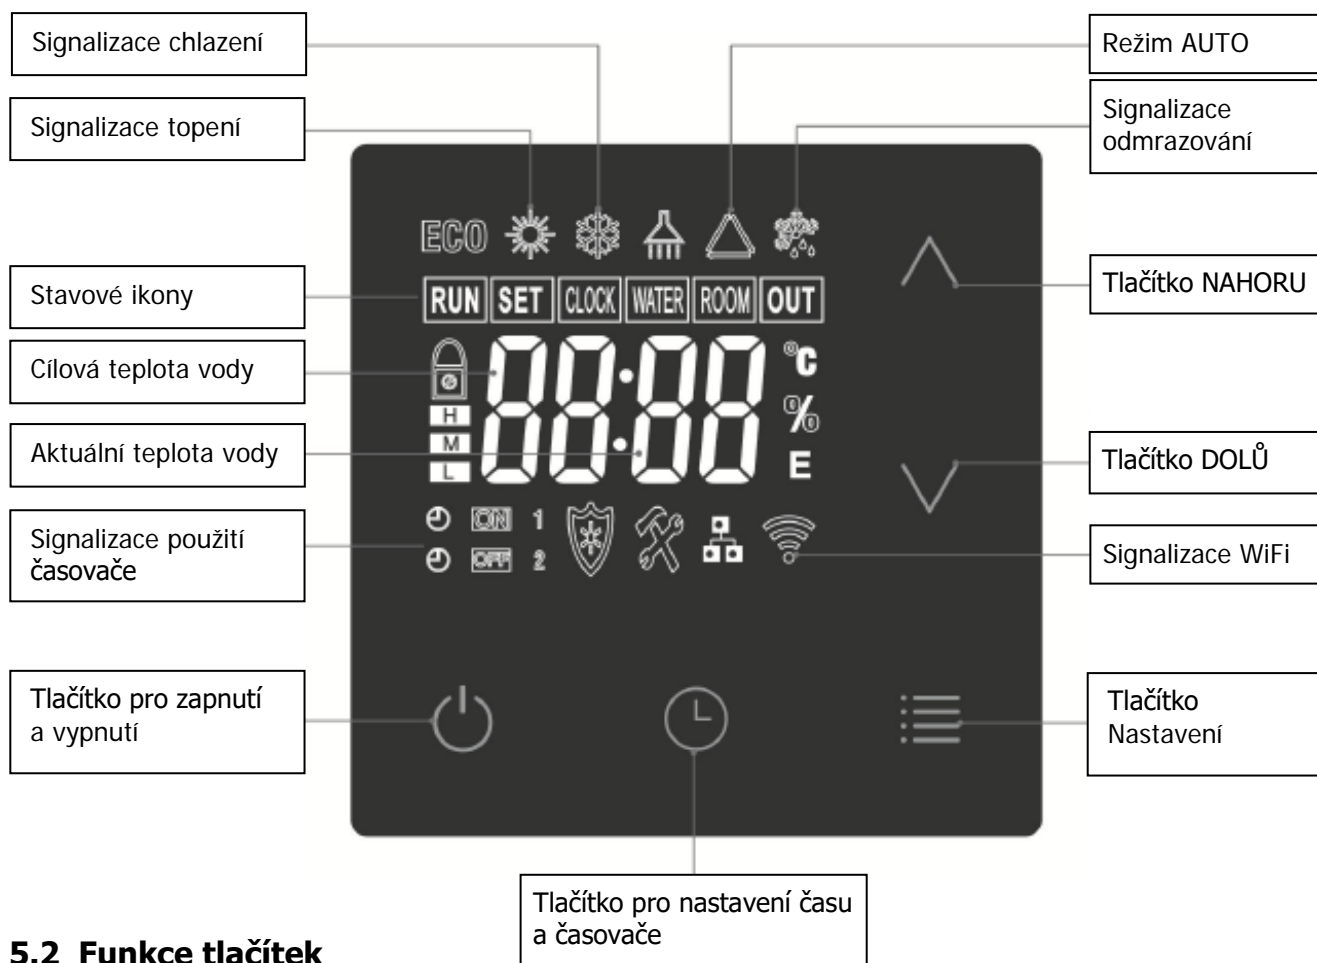 Signalizace chlazení
Režim AUTO
Signalizace topení
Signalizace
odmrazování
ECO
Stavové ikony
RUN SET CLOCK WATER ROOM OUT
Tlačítko NAHORU
Cílová teplota vody
88:88 °C
H
%
M
Aktuální teplota vody
L
E
Tlačítko DOLŮ
Signalizace použití
časovače
ON 1
OFF 2
Signalizace WiFi
Tlačítko pro zapnutí
a vypnutí
Tlačítko
Nastavení
Tlačítko pro nastavení času
a časovače
5.2 Funkce tlačítek